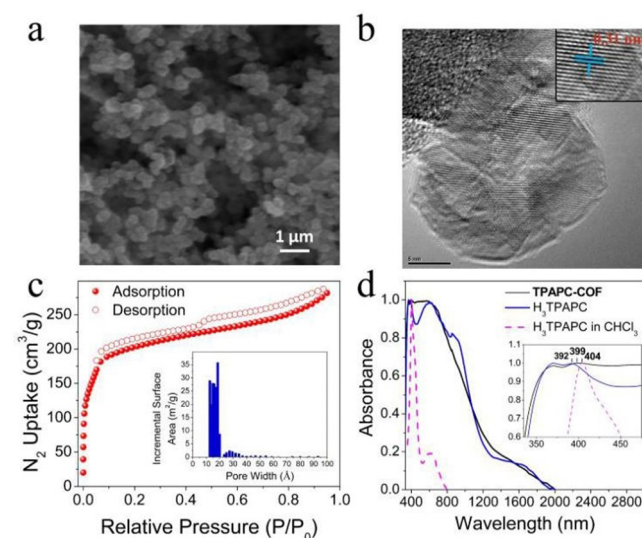 a
b
0.31 nm
1 μm
5 nm
c
Adsorption
Desorption
N2 Uptake (cm3/g)
250
200
150
100
50
0
0.0 0.2 0.4 0.6 0.8 1.0
Relative Pressure (P/P0)
Incremental Surface
Area (m2/g)
35
30
25
20
15
10
5
0
0 10 20 30 40 50 60 70 80 90 100
Pore Width (Å)
d
TPAPC-COF
H3TPAPC
H3TPAPC in CHCl3
Absorbance
1.0
0.8
0.6
0.4
0.2
0.0
400 800 1200 1600 2000 2400 2800
Wavelength (nm)
392 399 404
1.0
0.9
0.8
0.7
0.6
350 400 450